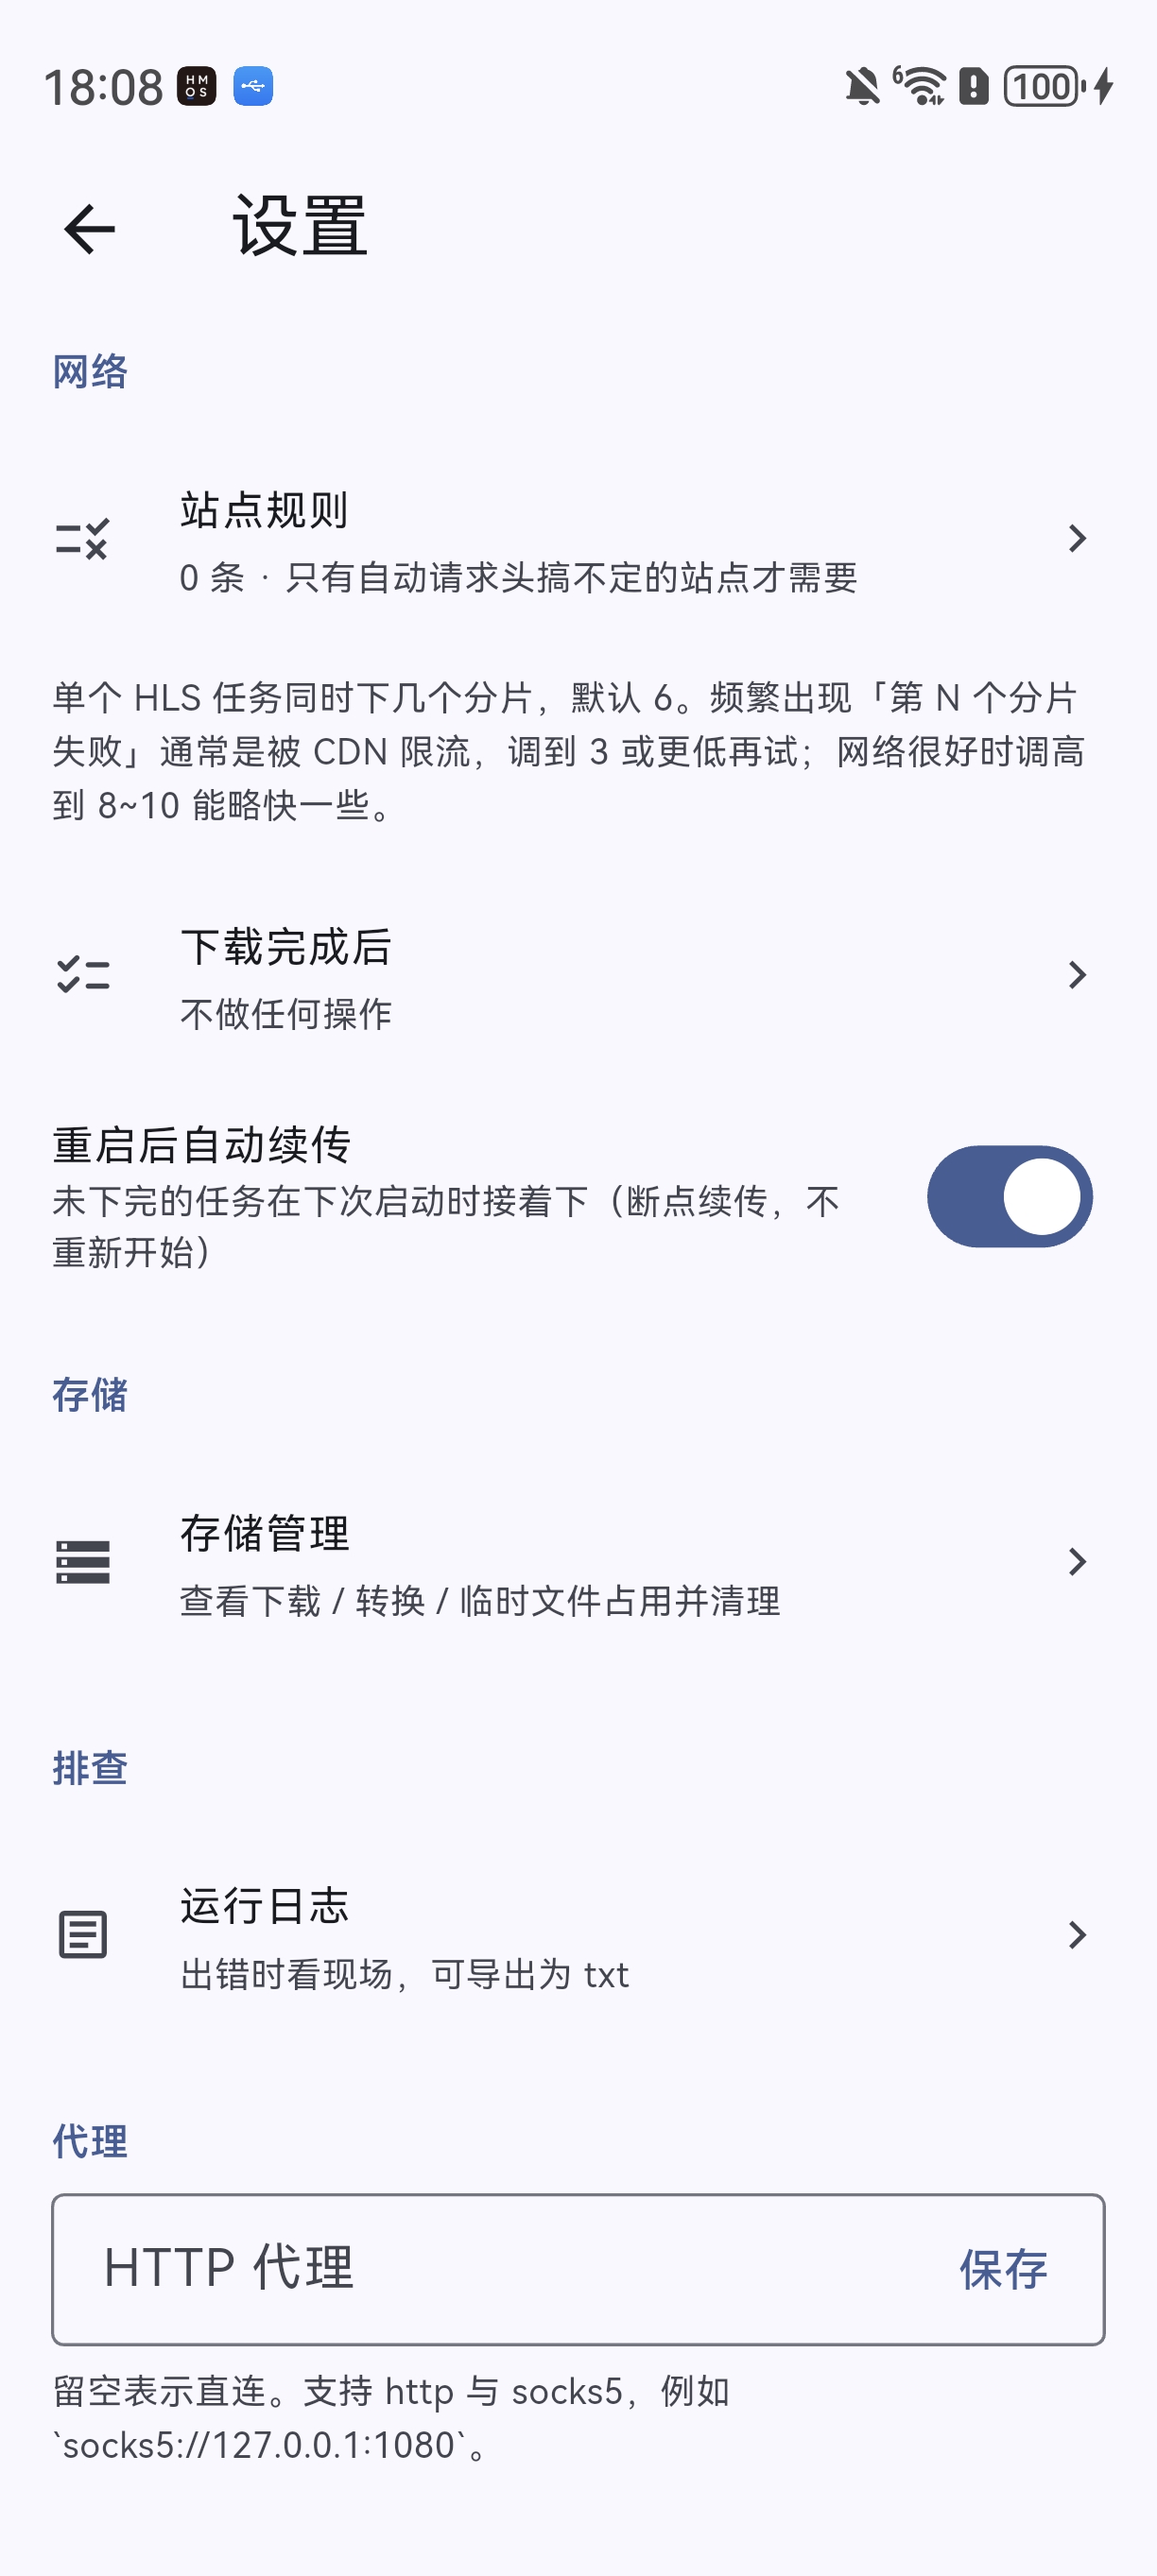 18:08
HM
OS
6
100
设置
网络
站点规则
0 条 · 只有自动请求头搞不定的站点才需要
单个 HLS 任务同时下几个分片，默认 6。频繁出现「第 N 个分片
失败」通常是被 CDN 限流，调到 3 或更低再试；网络很好时调高
到 8~10 能略快一些。
下载完成后
不做任何操作
重启后自动续传
未下完的任务在下次启动时接着下（断点续传，不
重新开始）
存储
存储管理
查看下载 / 转换 / 临时文件占用并清理
排查
运行日志
出错时看现场，可导出为 txt
代理
HTTP 代理
保存
留空表示直连。支持 http 与 socks5，例如
`socks5://127.0.0.1:1080`。